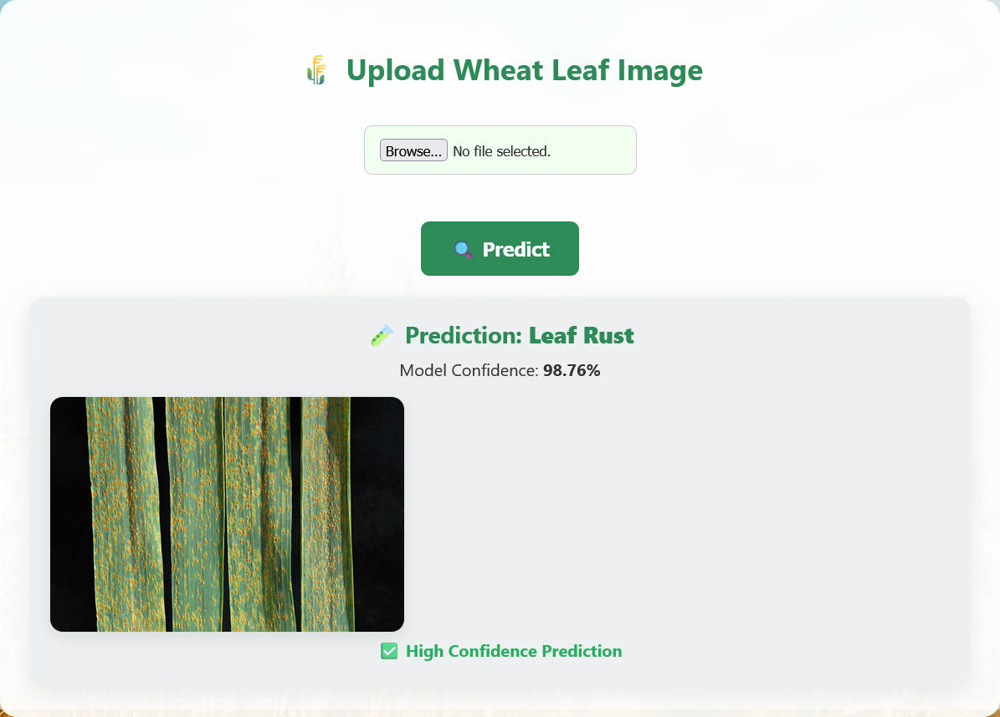 Upload Wheat Leaf Image
Browse... No file selected.
Predict
Prediction: Leaf Rust
Model Confidence: 98.76%
High Confidence Prediction